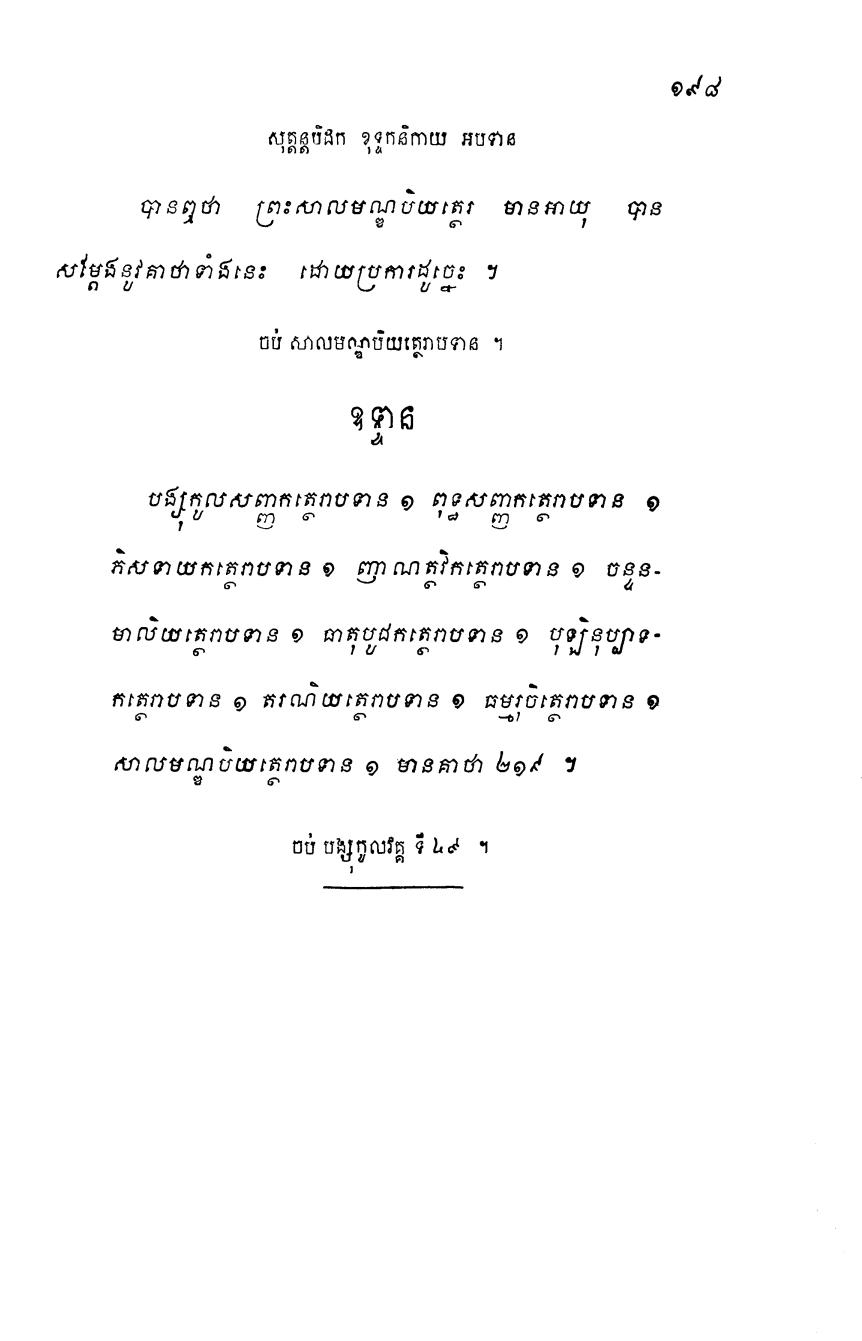 ១៩៨
សុត្តន្តបិដក ខុទ្ទកនិកាយ អបទាន
បានឮថា ព្រះសាលមណ្ឌបិយត្ថេរ មានអាយុ បាន
សម្ដែងនូវគាថាទាំងនេះ ដោយប្រការដូច្នេះ ។
ចប់ សាលមណ្ឌបិយត្ថេរាបទាន ។
ឧទ្ទាន
បង្សុកូលសញ្ញកត្ថេរាបទាន ១ ពុទ្ធសញ្ញកត្ថេរាបទាន ១
ភិសទាយកត្ថេរាបទាន ១ ញាណត្ថវិកត្ថេរាបទាន ១ ចន្ទន-
មាលិយត្ថេរាបទាន ១ ធាតុបូជកត្ថេរាបទាន ១ បុឡិនុប្បាទ-
កត្ថេរាបទាន ១ តរណិយត្ថេរាបទាន ១ ធម្មរុចិត្ថេរាបទាន ១
សាលមណ្ឌបិយត្ថេរាបទាន ១ មានគាថា ២១៩ ។
ចប់ បង្សុកូលវគ្គ ទី ៤៩ ។